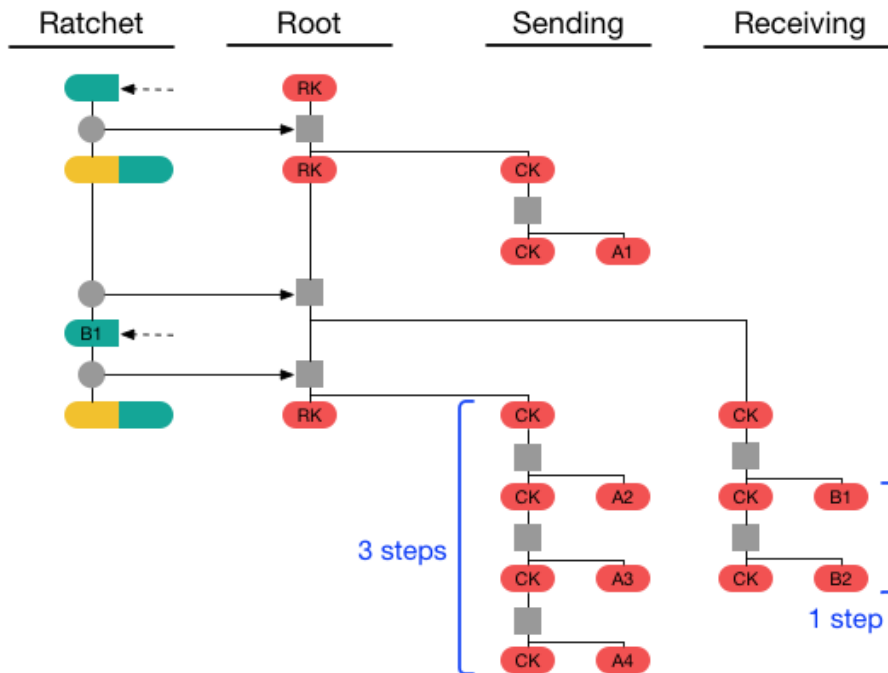 Ratchet Root Sending Receiving
RK
RK CK
CK A1
B1
RK CK CK
CK A2 CK B1
3 steps
CK A3 CK B2
1 step
CK A4